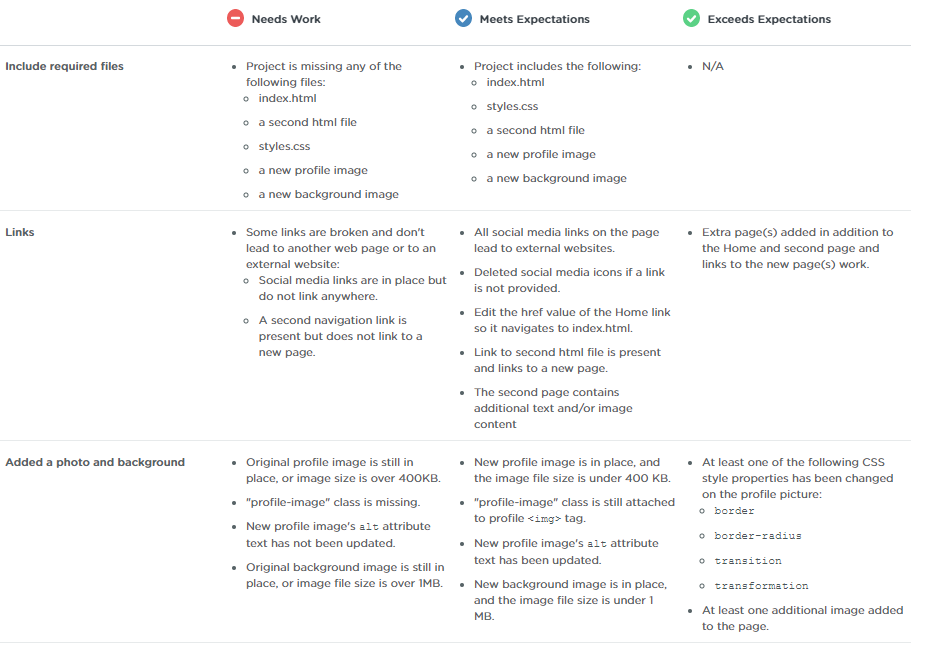 Needs Work
Meets Expectations
Exceeds Expectations
Include required files
Project is missing any of the
following files:
index.html
a second html file
styles.css
a new profile image
a new background image
Project includes the following:
index.html
styles.css
a second html file
a new profile image
a new background image
N/A
Links
Some links are broken and don't
lead to another web page or to an
external website:
Social media links are in place but
do not link anywhere.
A second navigation link is
present but does not link to a
new page.
All social media links on the page
lead to external websites.
Deleted social media icons if a link
is not provided.
Edit the href value of the Home link
so it navigates to index.html.
Link to second html file is present
and links to a new page.
The second page contains
additional text and/or image
content
Extra page(s) added in addition to
the Home and second page and
links to the new page(s) work.
Added a photo and background
Original profile image is still in
place, or image size is over 400KB.
"profile-image" class is missing.
New profile image's alt attribute
text has not been updated.
Original background image is still in
place, or image file size is over 1MB.
New profile image is in place, and
the image file size is under 400 KB.
"profile-image" class is still attached
to profile <img> tag.
New profile image's alt attribute
text has been updated.
New background image is in place,
and the image file size is under 1
MB.
At least one of the following CSS
style properties has been changed
on the profile picture:
border
border-radius
transition
transformation
At least one additional image added
to the page.